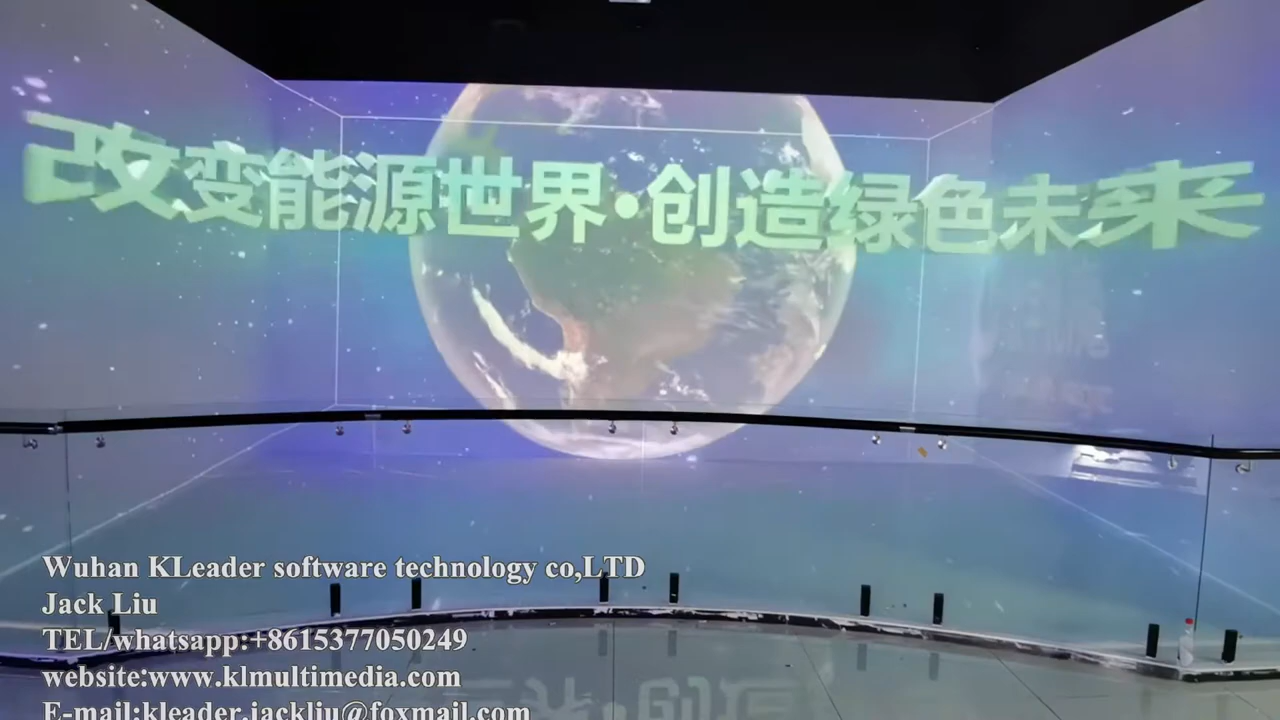 改变能源世界·创造绿色未来
Wuhan KLeader software technology co,LTD
Jack Liu
TEL/whatsapp:+8615377050249
website:www.klmultimedia.com
E-mail:kleader.jackliu@foxmail.com